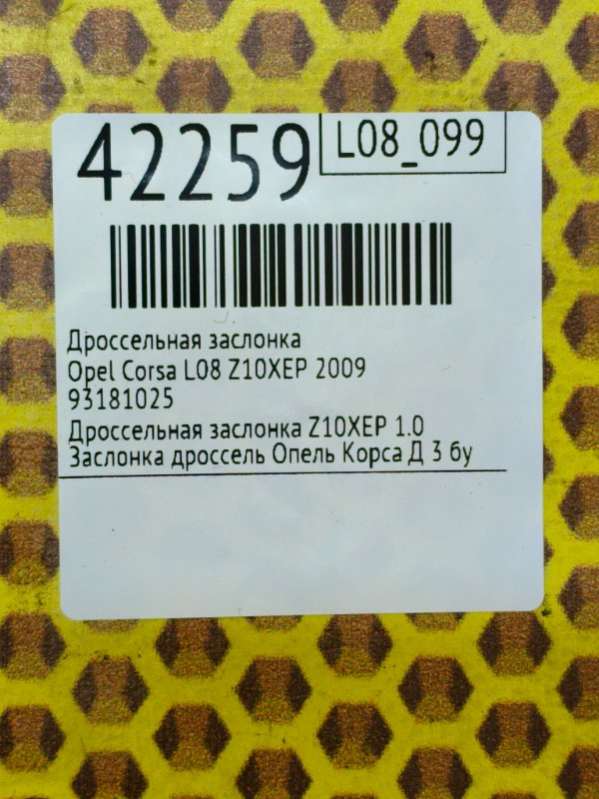 42259
L08_099
Дроссельная заслонка
Opel Corsa L08 Z10XEP 2009
93181025
Дроссельная заслонка Z10XEP 1.0
Заслонка дроссель Опель Корса Д 3 бу